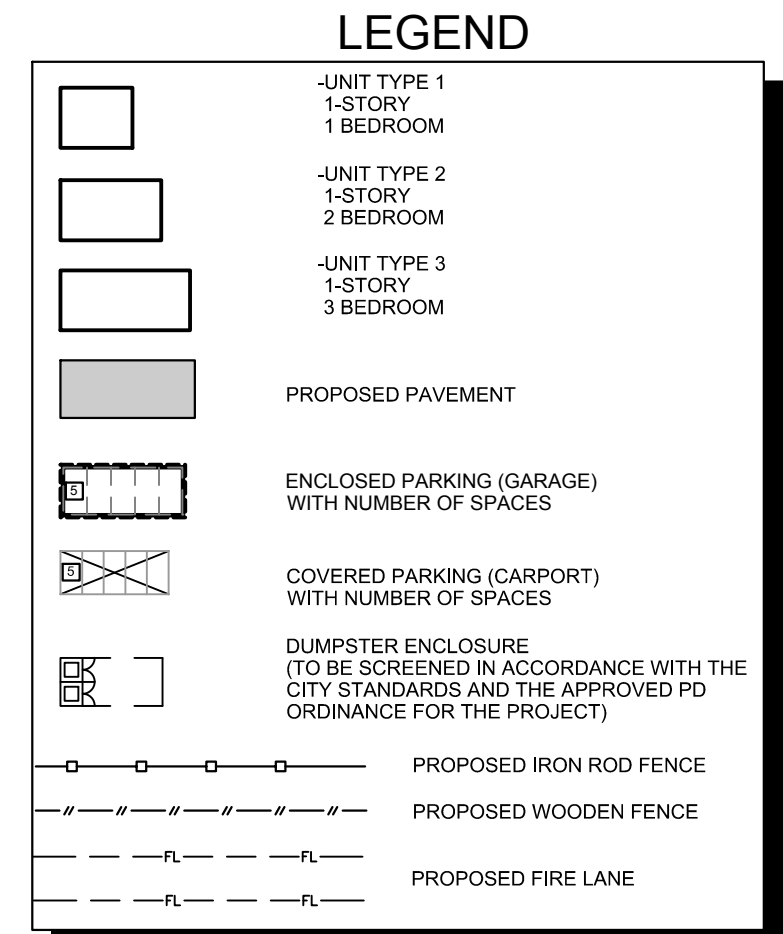 LEGEND
-UNIT TYPE 1
1-STORY
1 BEDROOM
-UNIT TYPE 2
1-STORY
2 BEDROOM
-UNIT TYPE 3
1-STORY
3 BEDROOM
PROPOSED PAVEMENT
5
ENCLOSED PARKING (GARAGE)
WITH NUMBER OF SPACES
5
COVERED PARKING (CARPORT)
WITH NUMBER OF SPACES
DUMPSTER ENCLOSURE
(TO BE SCREENED IN ACCORDANCE WITH THE
CITY STANDARDS AND THE APPROVED PD
ORDINANCE FOR THE PROJECT)
PROPOSED IRON ROD FENCE
PROPOSED WOODEN FENCE
FL FL
PROPOSED FIRE LANE
FL FL